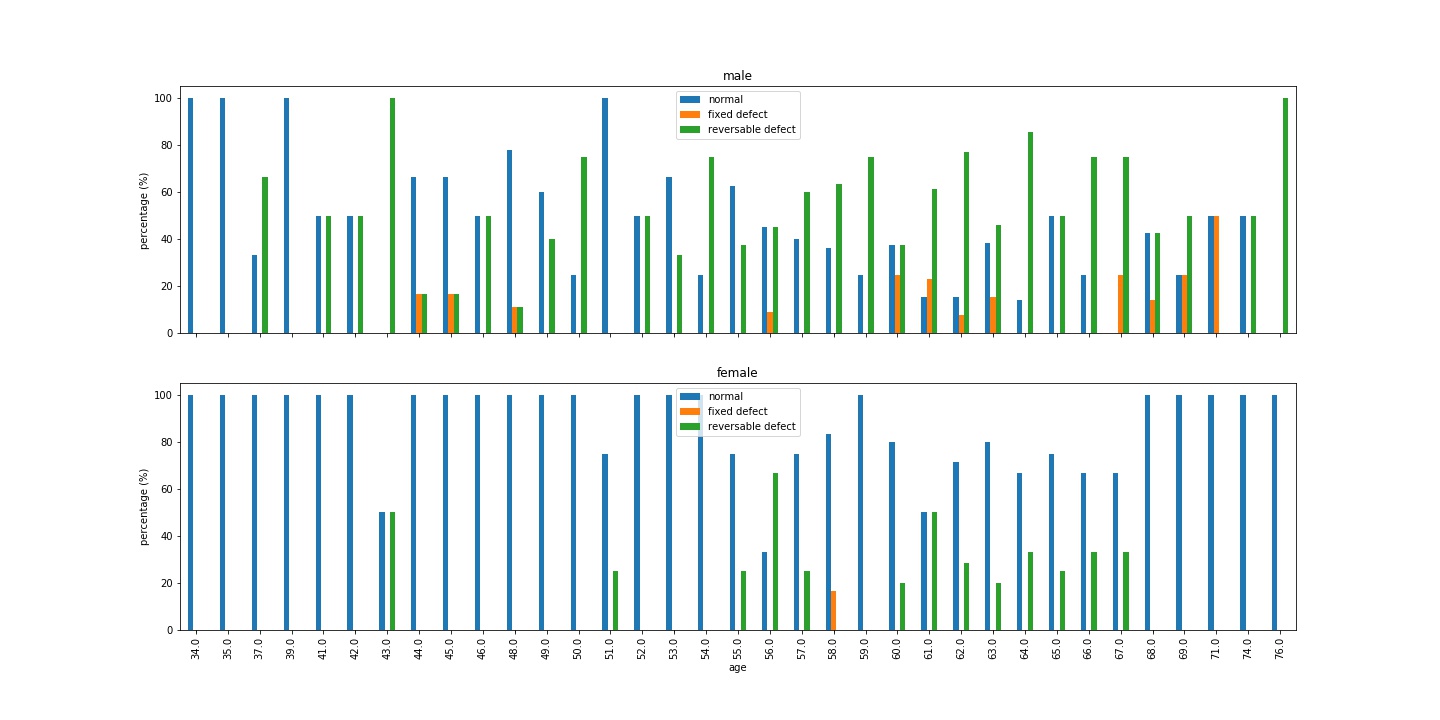 male
100
80
60
40
20
0
percentage (%)
normal
fixed defect
reversable defect
female
100
80
60
40
20
0
percentage (%)
normal
fixed defect
reversable defect
34.0 35.0 37.0 39.0 41.0 42.0 43.0 44.0 45.0 46.0 48.0 49.0 50.0 51.0 52.0 53.0 54.0 55.0 56.0 57.0 58.0 59.0 60.0 61.0 62.0 63.0 64.0 65.0 66.0 67.0 68.0 69.0 71.0 74.0 76.0
age